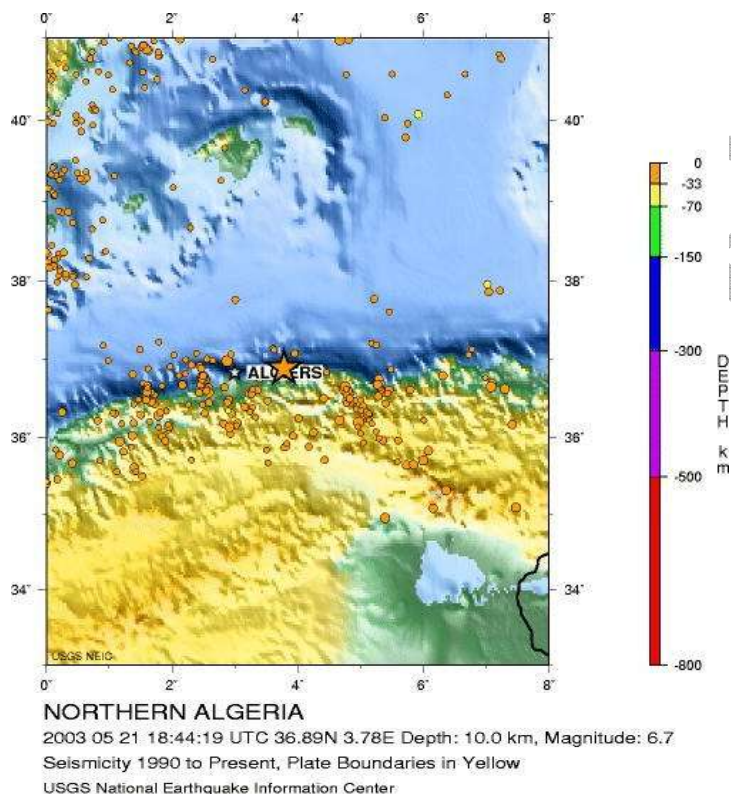 0˚ 2˚ 4˚ 6˚ 8˚
40˚ 40˚
38˚ 38˚
ALGIERS
36˚ 36˚
34˚ 34˚
USGS NEIC
0˚ 2˚ 4˚ 6˚ 8˚
0
-33
-70
-150
-300
-500
-800
DEPTH km
NORTHERN ALGERIA
2003 05 21 18:44:19 UTC 36.89N 3.78E Depth: 10.0 km, Magnitude: 6.7
Seismicity 1990 to Present, Plate Boundaries in Yellow
USGS National Earthquake Information Center